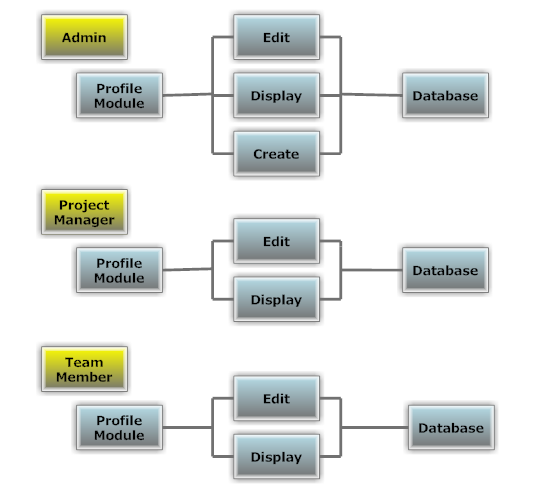 Admin
Edit
Profile
Module
Display
Database
Create
Project
Manager
Edit
Profile
Module
Database
Display
Team
Member
Edit
Profile
Module
Database
Display